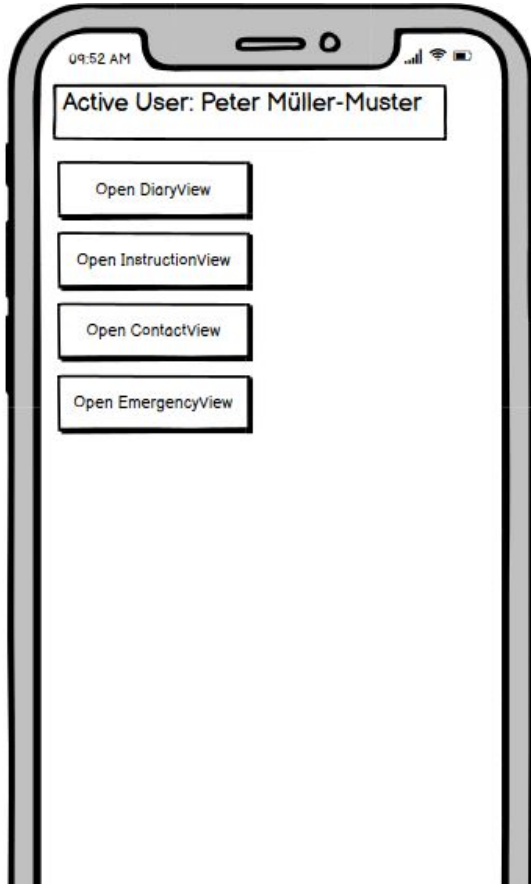 09:52 AM
Active User: Peter Müller-Muster
Open DiaryView
Open InstructionView
Open ContactView
Open EmergencyView